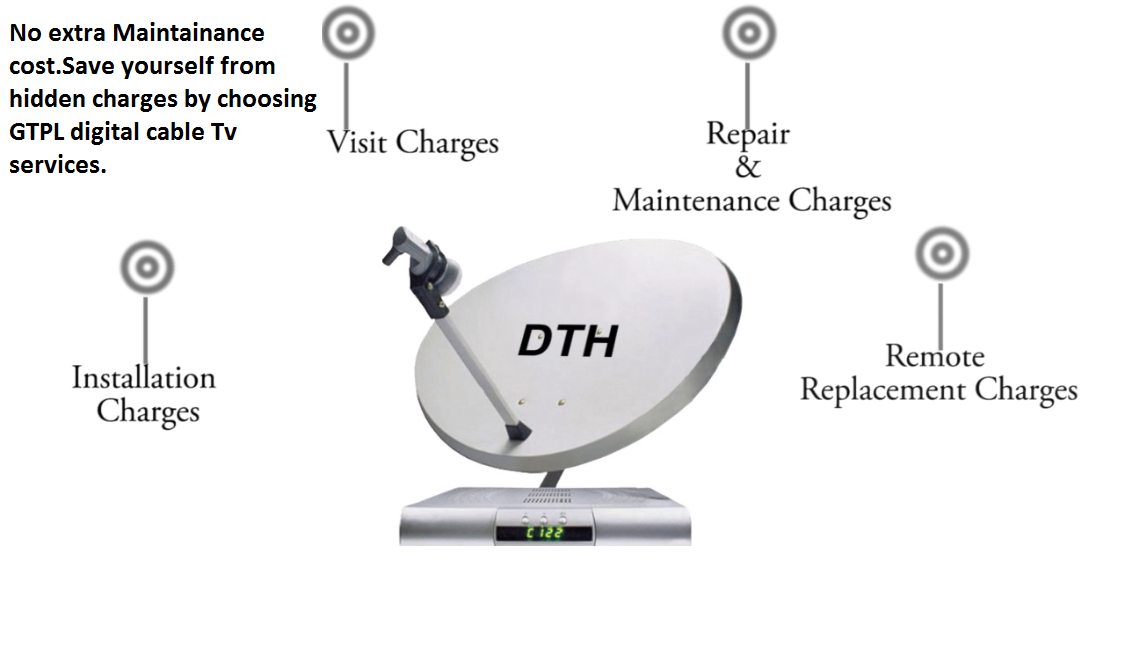 No extra Maintainance
cost.Save yourself from
hidden charges by choosing
GTPL digital cable Tv
services.
Visit Charges
Repair
&
Maintenance Charges
Installation
Charges
DTH
Remote
Replacement Charges
C 122